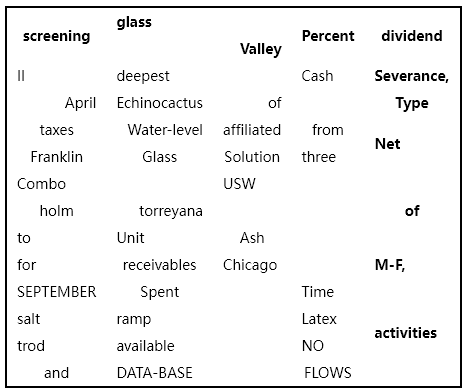 screening glass Valley Percent dividend
II deepest Cash Severance,
April Echinocactus of Type
taxes Water-level affiliated from Net
Franklin Glass Solution three
Combo USW
holm torreyana of
to Unit Ash
for receivables Chicago M-F,
SEPTEMBER Spent Time
salt ramp Latex activities
trod available NO
and DATA-BASE FLOWS